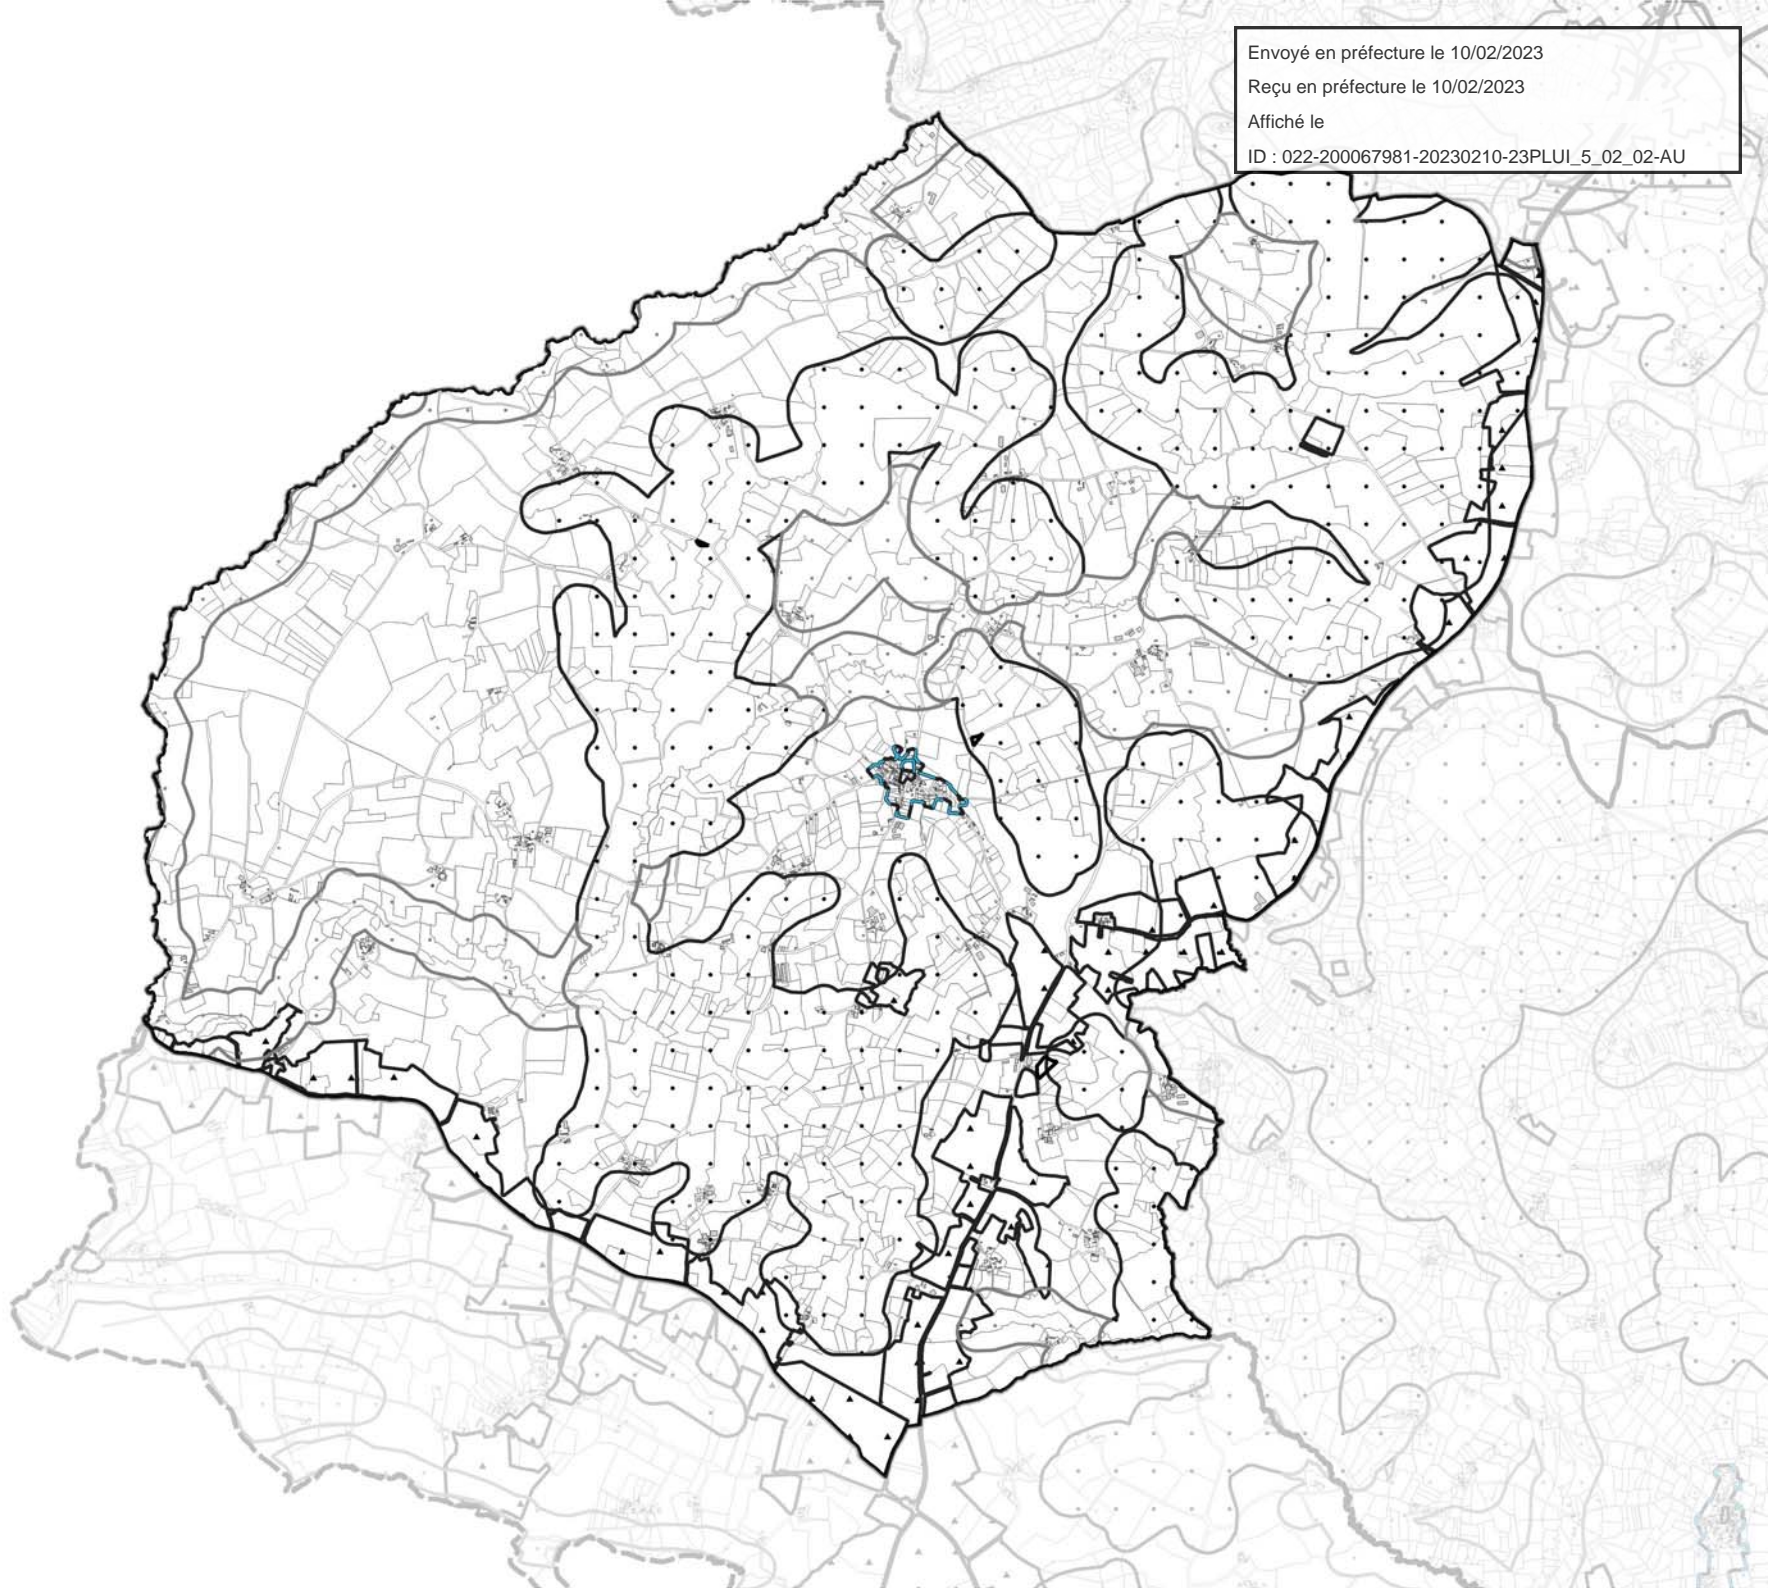 Envoyé en préfecture le 10/02/2023
Reçu en préfecture le 10/02/2023
Affiché le
ID : 022-200067981-20230210-23PLUI_5_02_02-AU